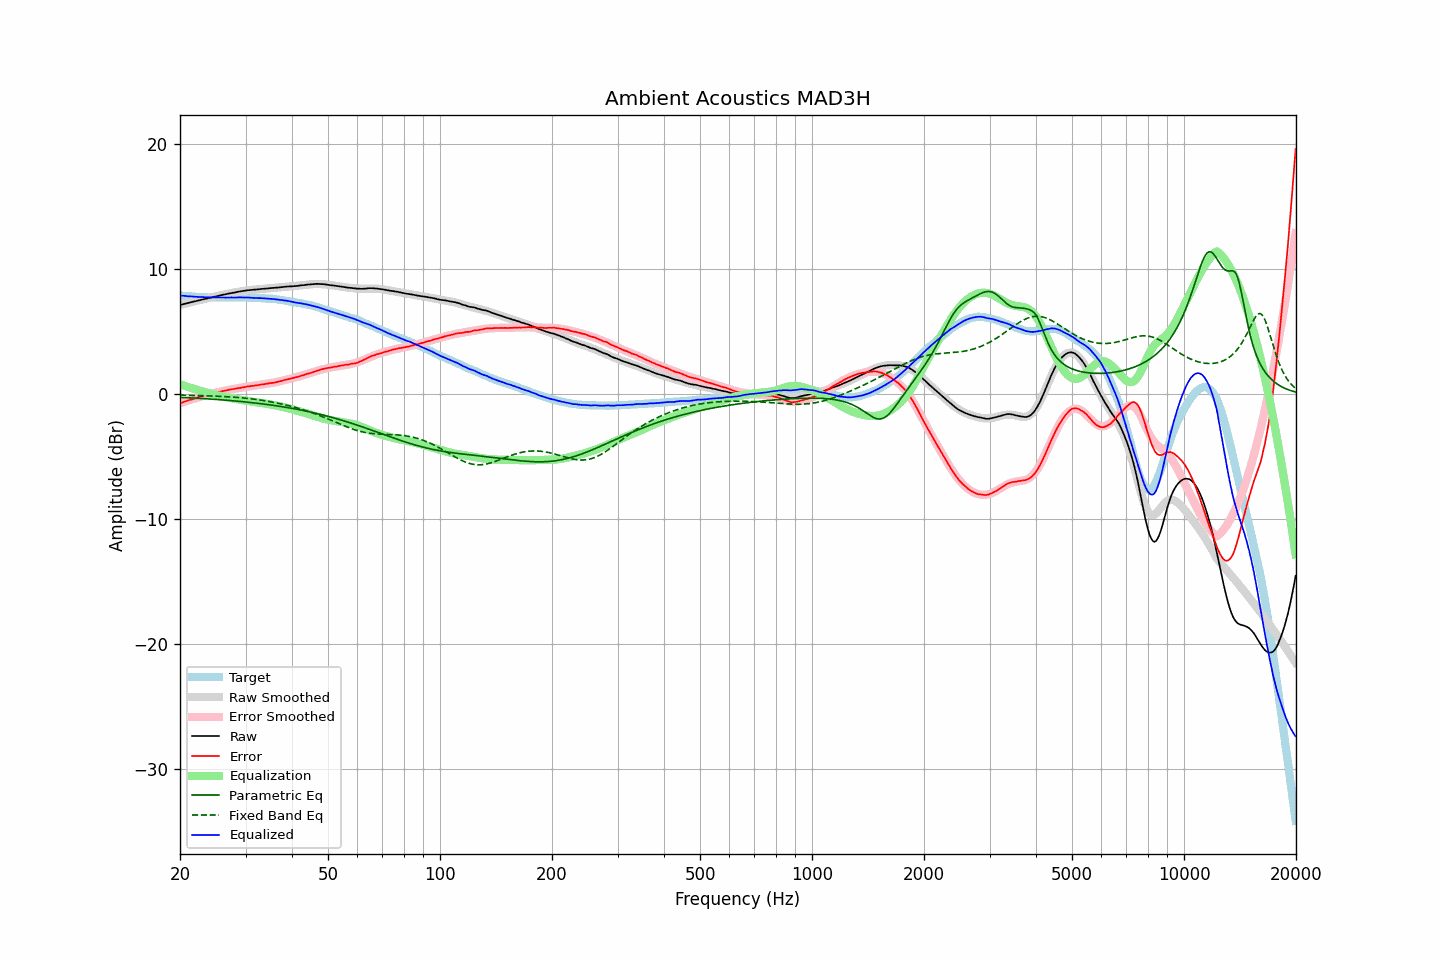 Ambient Acoustics MAD3H
20
10
0
−10
−20
−30
Amplitude (dBr)
Target
Raw Smoothed
Error Smoothed
Raw
Error
Equalization
Parametric Eq
Fixed Band Eq
Equalized
20 50 100 200 500 1000 2000 5000 10000 20000
Frequency (Hz)